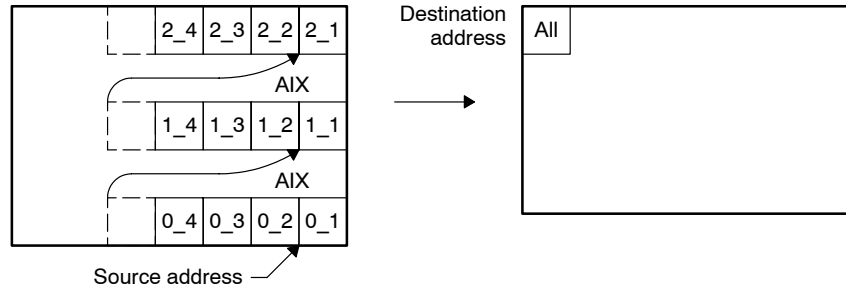 2_4 2_3 2_2 2_1
AIX
1_4 1_3 1_2 1_1
AIX
0_4 0_3 0_2 0_1
Source address
Destination
address
All